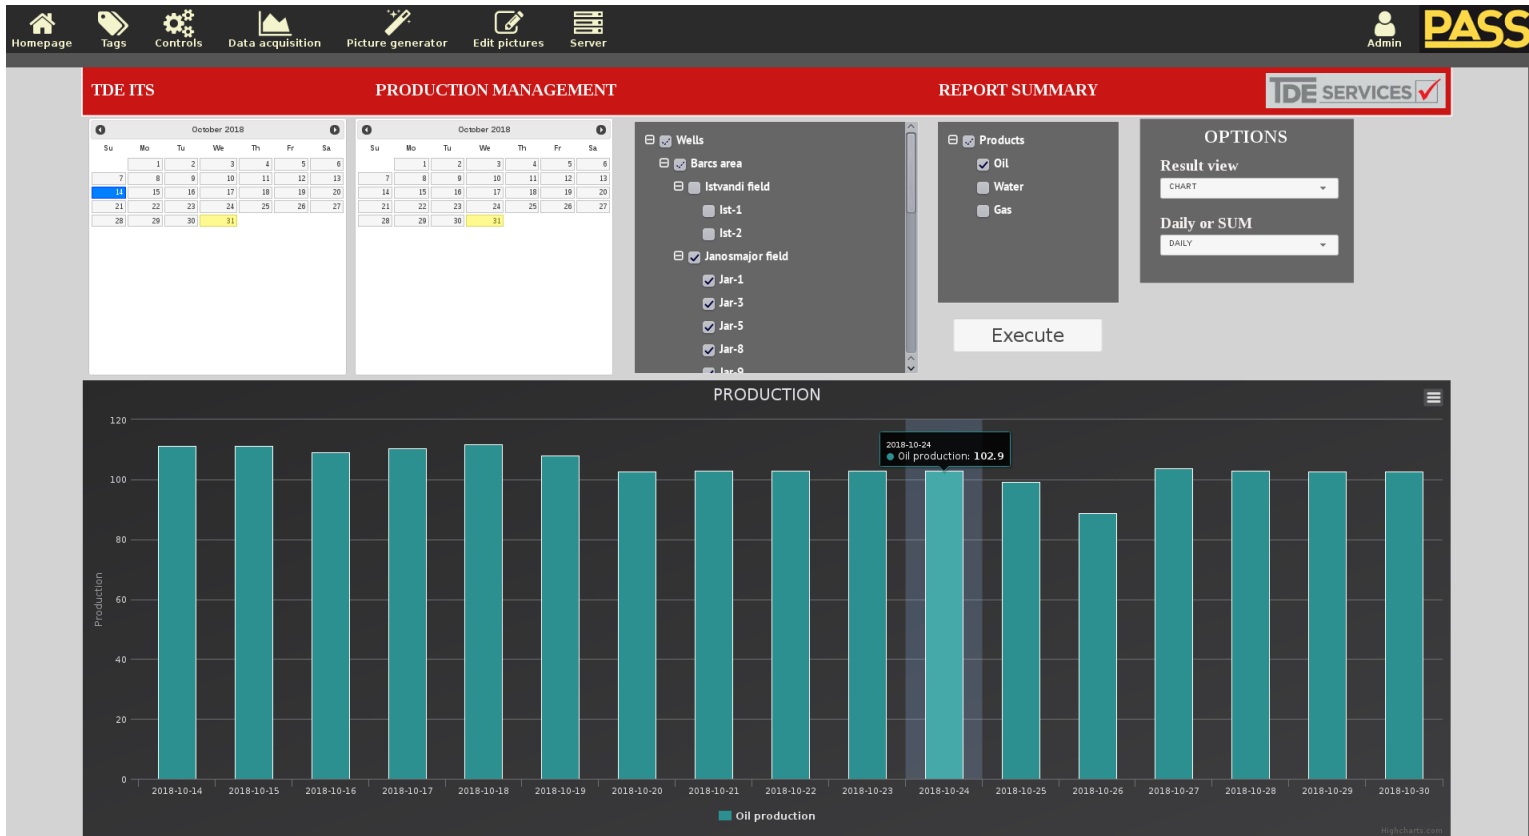 Homepage Tags Controls Data acquisition Picture generator Edit pictures Server Admin PASS
TDE ITS PRODUCTION MANAGEMENT REPORT SUMMARY TDE SERVICES
October 2018
Su Mo Tu We Th Fr Sa
1 2 3 4 5 6
7 8 9 10 11 12 13
14 15 16 17 18 19 20
21 22 23 24 25 26 27
28 29 30 31
October 2018
Su Mo Tu We Th Fr Sa
1 2 3 4 5 6
7 8 9 10 11 12 13
14 15 16 17 18 19 20
21 22 23 24 25 26 27
28 29 30 31
Wells
Barcs area
Istvandi field
Ist-1
Ist-2
Janosmajor field
Jar-1
Jar-3
Jar-5
Jar-8
Jar-9
Products
Oil
Water
Gas
Execute
OPTIONS
Result view
CHART
Daily or SUM
DAILY
PRODUCTION
Production
120
100
80
60
40
20
0
2018-10-24
Oil production: 102.9
2018-10-14 2018-10-15 2018-10-16 2018-10-17 2018-10-18 2018-10-19 2018-10-20 2018-10-21 2018-10-22 2018-10-23 2018-10-24 2018-10-25 2018-10-26 2018-10-27 2018-10-28 2018-10-29 2018-10-30
Oil production
Highcharts.com